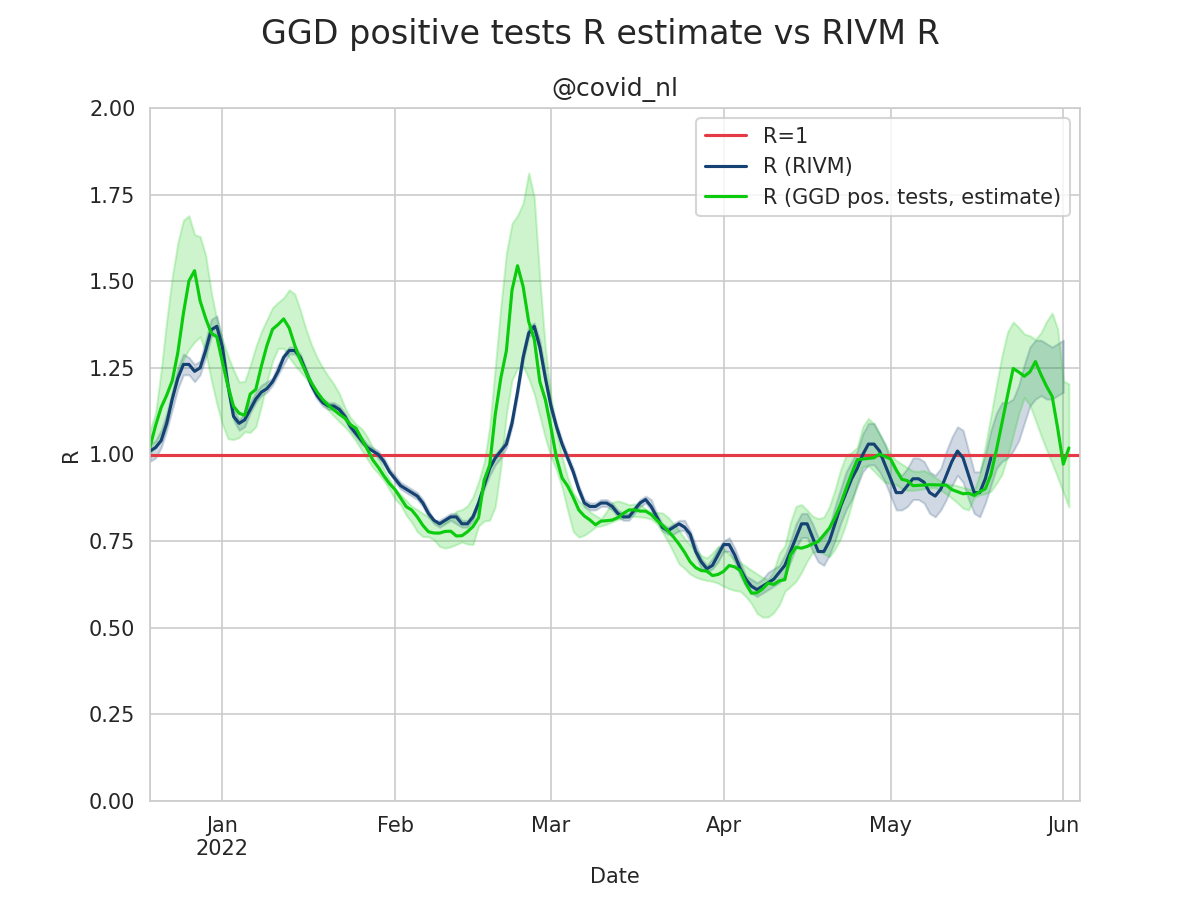 GGD positive tests R estimate vs RIVM R
@covid_nl
2.00
1.75
1.50
1.25
1.00
0.75
0.50
0.25
0.00
R
R=1
R (RIVM)
R (GGD pos. tests, estimate)
Jan Feb Mar Apr May Jun
2022
Date